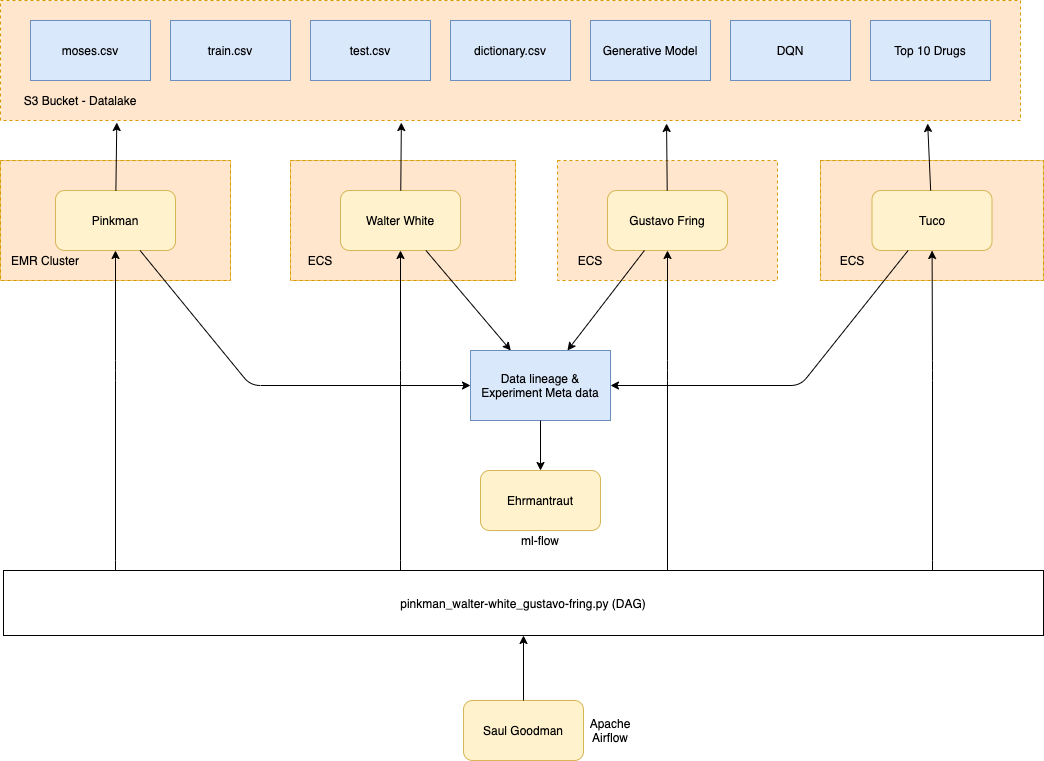 moses.csv
train.csv
test.csv
dictionary.csv
Generative Model
DQN
Top 10 Drugs
S3 Bucket - Datalake
Pinkman
Walter White
Gustavo Fring
Tuco
EMR Cluster
ECS
ECS
ECS
Data lineage &
Experiment Meta data
Ehrmantraut
ml-flow
pinkman_walter-white_gustavo-fring.py (DAG)
Saul Goodman
Apache
Airflow